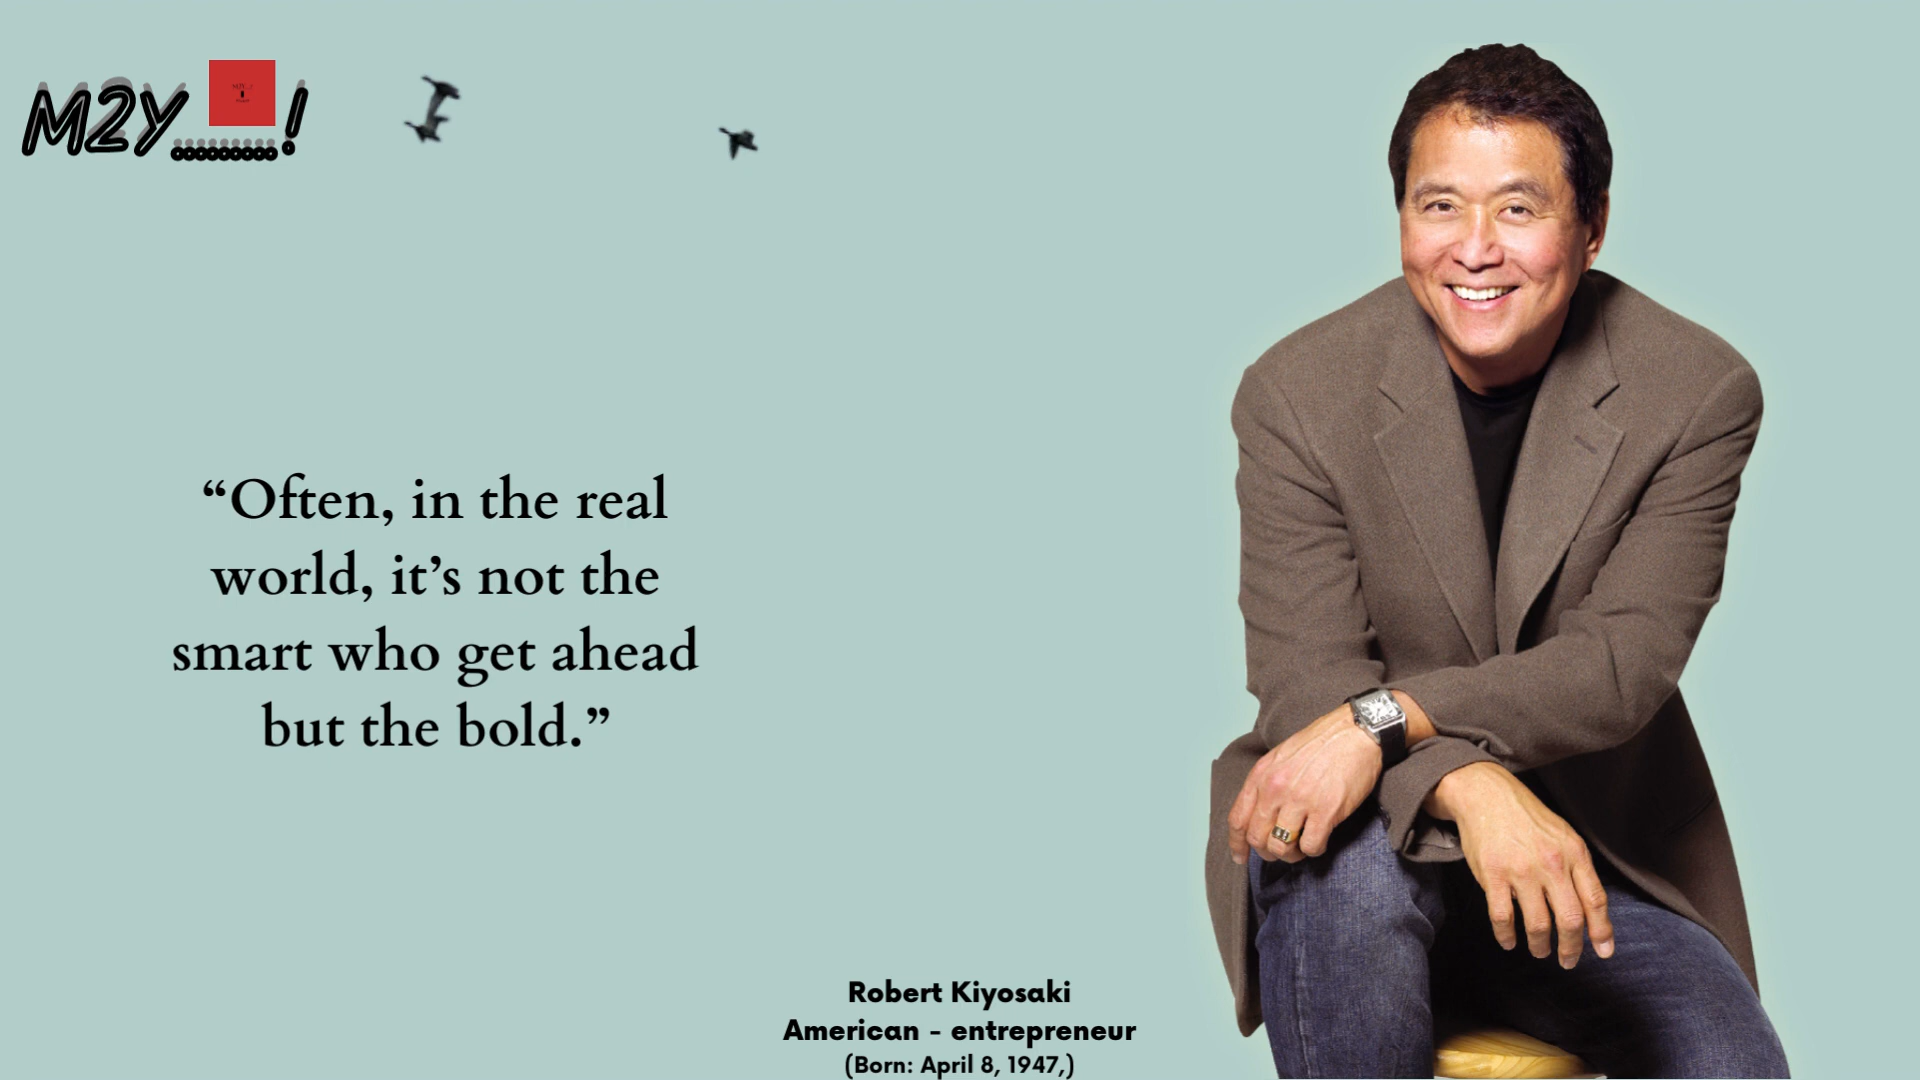 M2Y.........!
“Often, in the real
world, it’s not the
smart who get ahead
but the bold.”
Robert Kiyosaki
American - entrepreneur
(Born: April 8, 1947,)